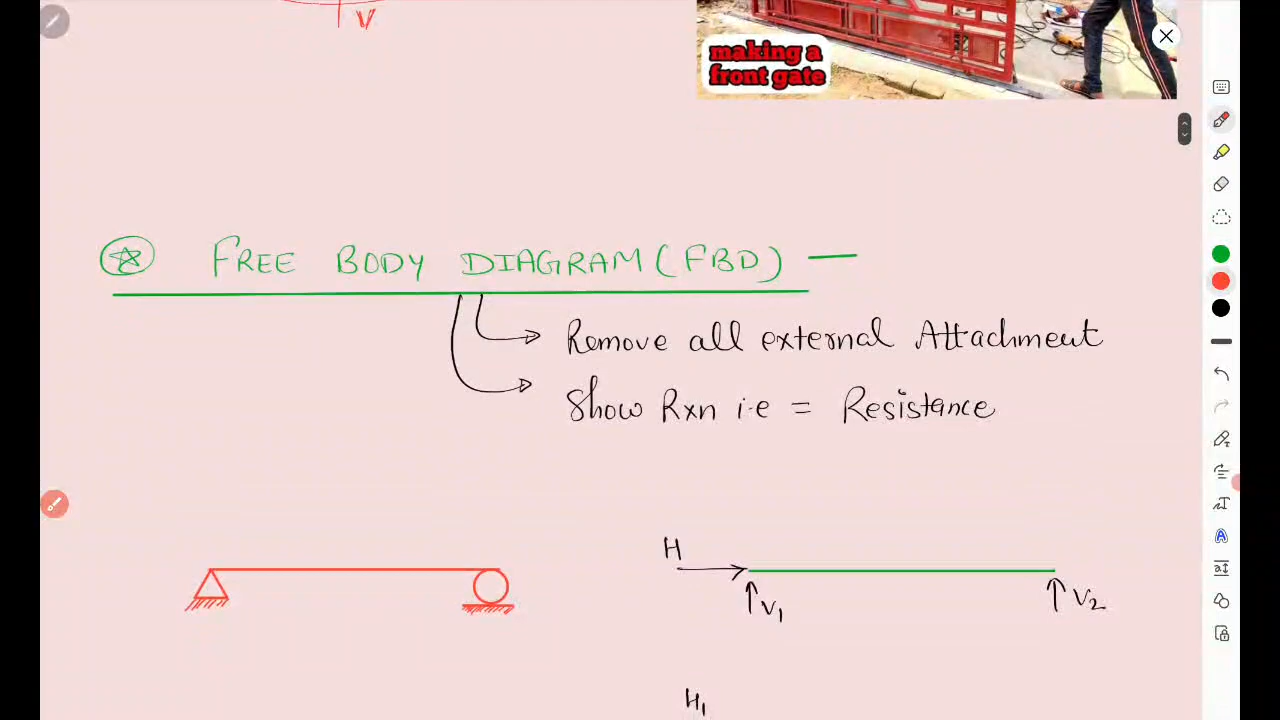 V
making a
front gate
FREE BODY DIAGRAM (FBD) —
Remove all external Attachment
Show Rxn i.e = Resistance
H
V1
V2
H1